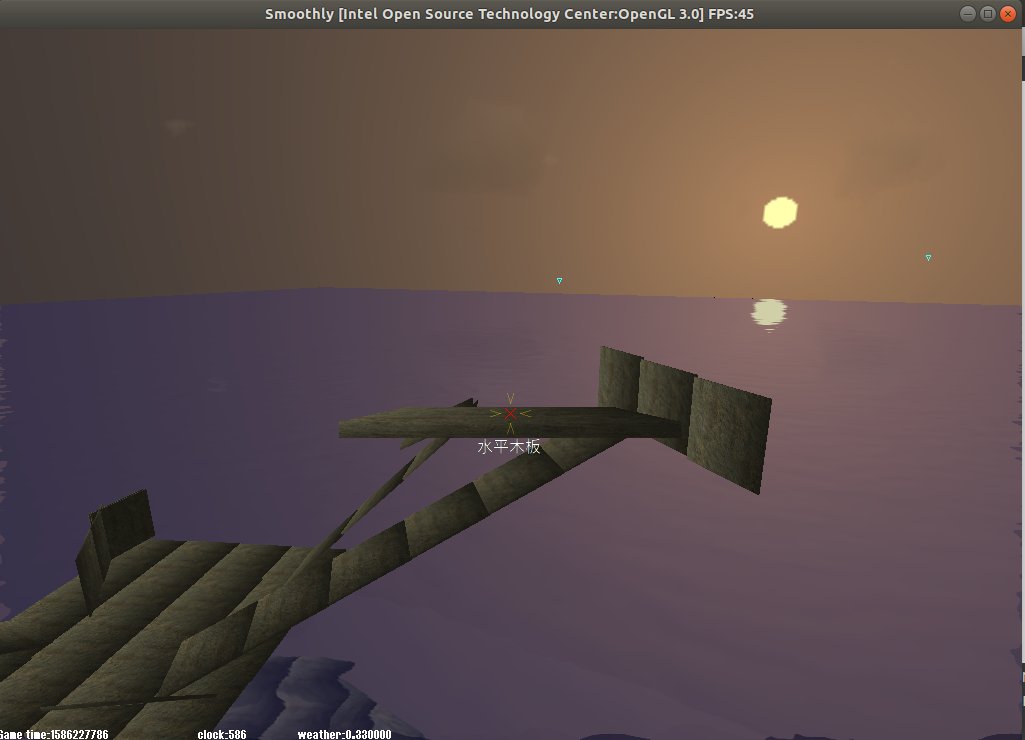 Smoothly [Intel Open Source Technology Center:OpenGL 3.0] FPS:45
水平木板
Game time:1586227786 clock:586 weather:0.330000